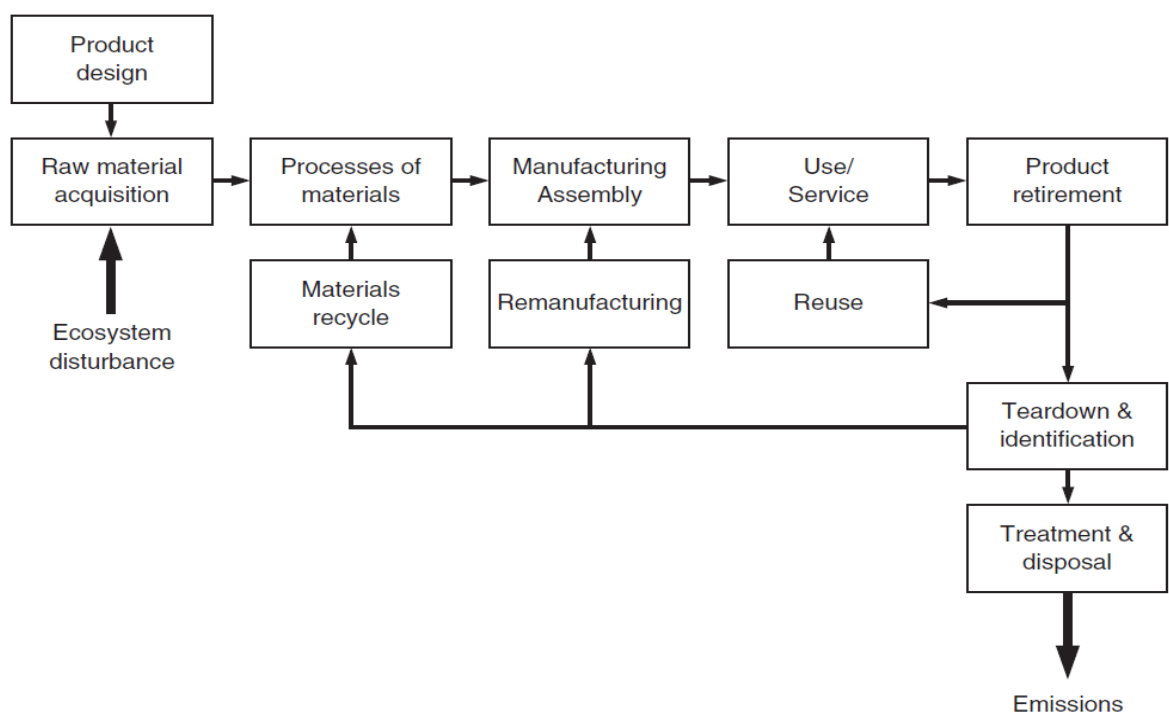 Product
design
Raw material
acquisition
Processes of
materials
Manufacturing
Assembly
Use/
Service
Product
retirement
Ecosystem
disturbance
Materials
recycle
Remanufacturing
Reuse
Teardown &
identification
Treatment &
disposal
Emissions